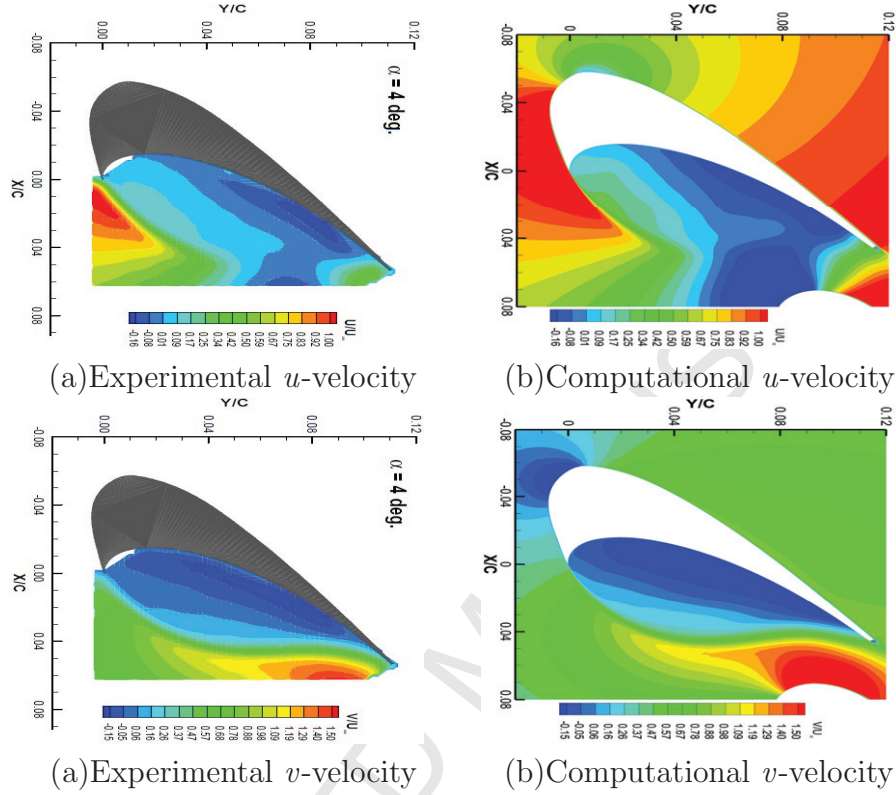 Y/C
0.00 0.04 0.08 0.12
-0.08
-0.04
0.00
0.04
0.08
X/C
α = 4 deg.
U/U∞
-0.16 -0.08 0.01 0.09 0.17 0.25 0.34 0.42 0.50 0.59 0.67 0.75 0.83 0.92 1.00
(a)Experimental u-velocity
Y/C
0 0.04 0.08 0.12
-0.08
-0.04
0
0.04
0.08
X/C
U/U∞
-0.16 -0.08 0.01 0.09 0.17 0.25 0.34 0.42 0.50 0.59 0.67 0.75 0.83 0.92 1.00
(b)Computational u-velocity
Y/C
0.00 0.04 0.08 0.12
-0.08
-0.04
0.00
0.04
0.08
X/C
α = 4 deg.
V/U∞
-0.15 -0.05 0.06 0.16 0.26 0.37 0.47 0.57 0.68 0.78 0.88 0.98 1.09 1.19 1.29 1.40 1.50
(a)Experimental v-velocity
Y/C
0 0.04 0.08 0.12
-0.08
-0.04
0
0.04
0.08
X/C
V/U∞
-0.15 -0.05 0.06 0.16 0.26 0.37 0.47 0.57 0.68 0.78 0.88 0.98 1.09 1.19 1.29 1.40 1.50
(b)Computational v-velocity